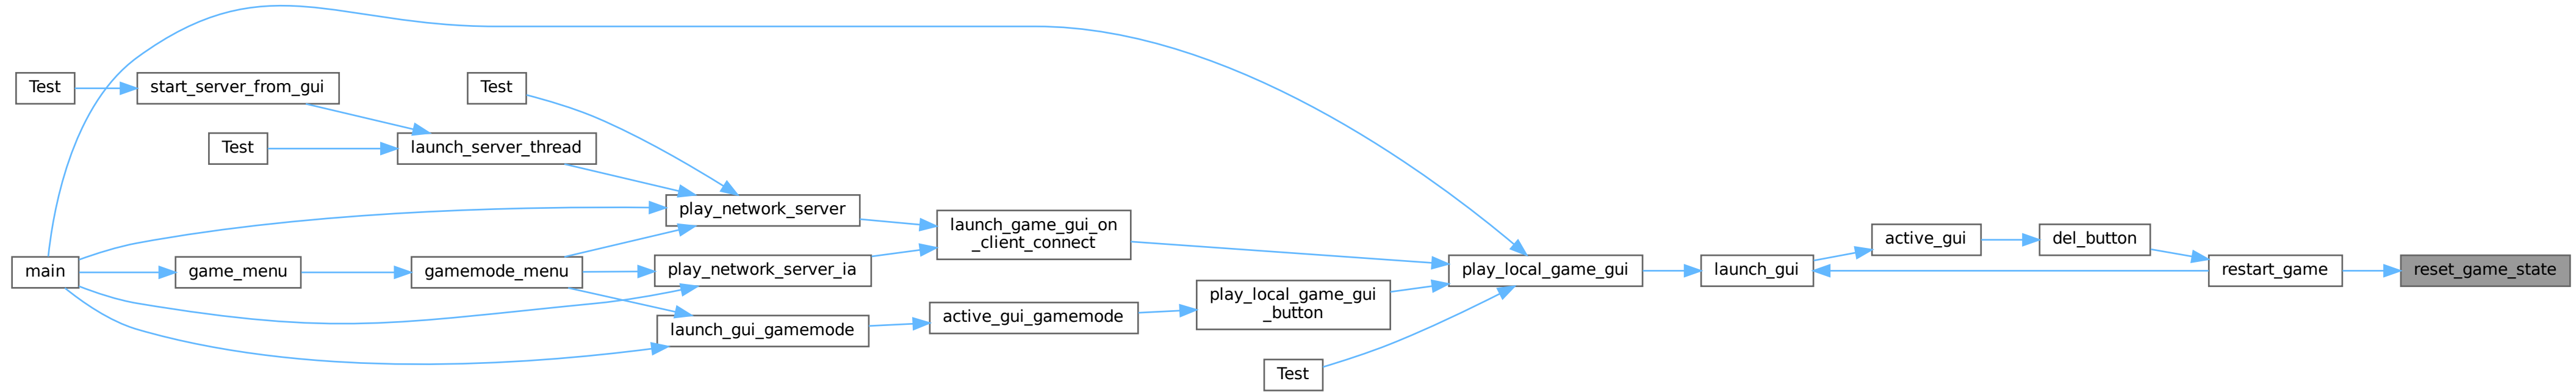 Test
start_server_from_gui
Test
Test
launch_server_thread
play_network_server
launch_game_gui_on
_client_connect
active_gui
del_button
main
game_menu
gamemode_menu
play_network_server_ia
play_local_game_gui
launch_gui
restart_game
reset_game_state
play_local_game_gui
_button
active_gui_gamemode
launch_gui_gamemode
Test